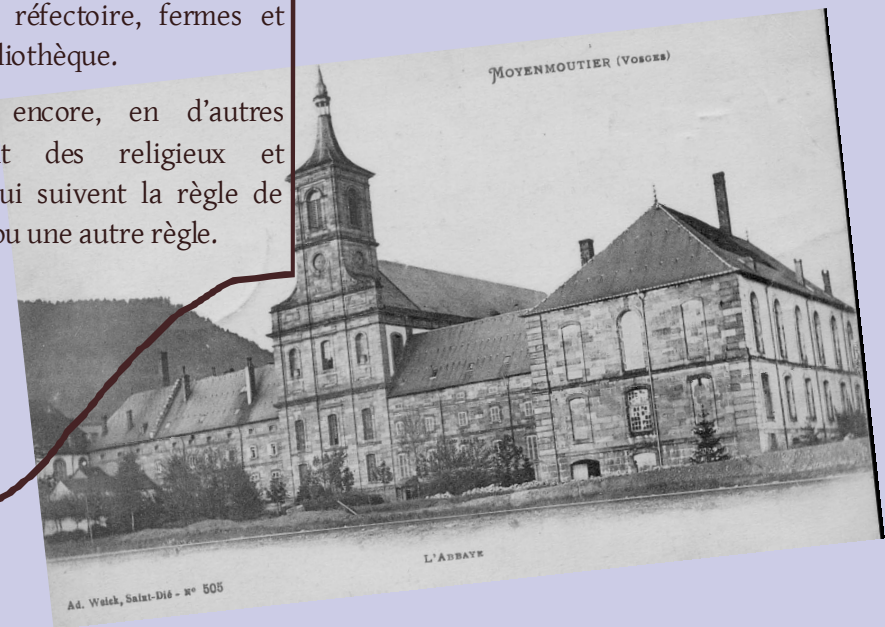 réfectoire, fermes et
liothèque.
encore, en d'autres
t des religieux et
ui suivent la règle de
ou une autre règle.
MOYENMOUTIER (VOSGES)
L'ABBAYE
Ad. Weick, Saint-Dié - Nº 505